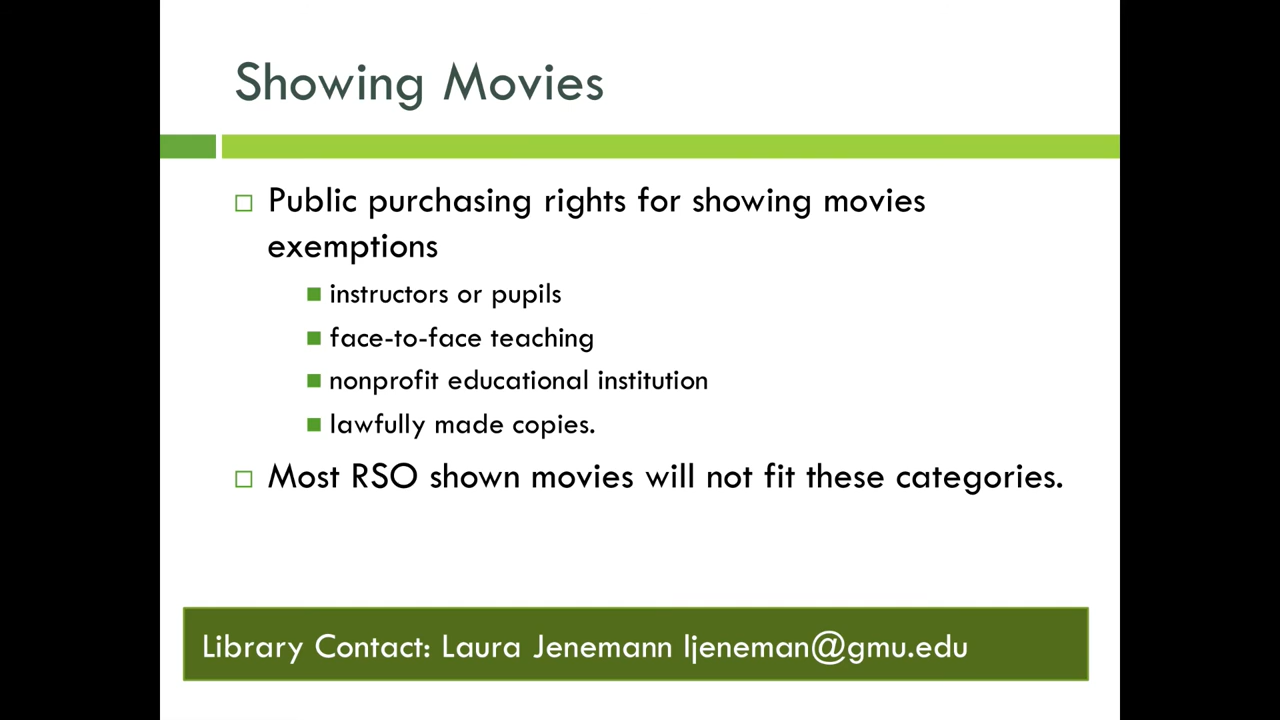 Showing Movies
Public purchasing rights for showing movies
exemptions
instructors or pupils
face-to-face teaching
nonprofit educational institution
lawfully made copies.
Most RSO shown movies will not fit these categories.
Library Contact: Laura Jenemann ljeneman@gmu.edu